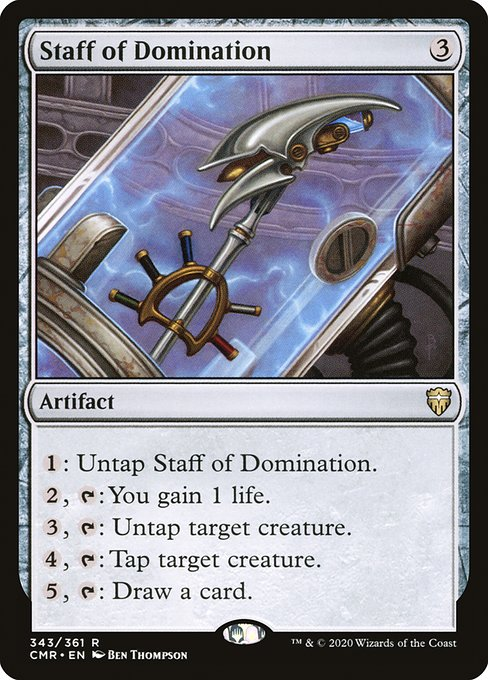 Staff of Domination 3
Artifact
1: Untap Staff of Domination.
2, : You gain 1 life.
3, : Untap target creature.
4, : Tap target creature.
5, : Draw a card.
343/361 R
CMR • EN Ben Thompson
™ & © 2020 Wizards of the Coast